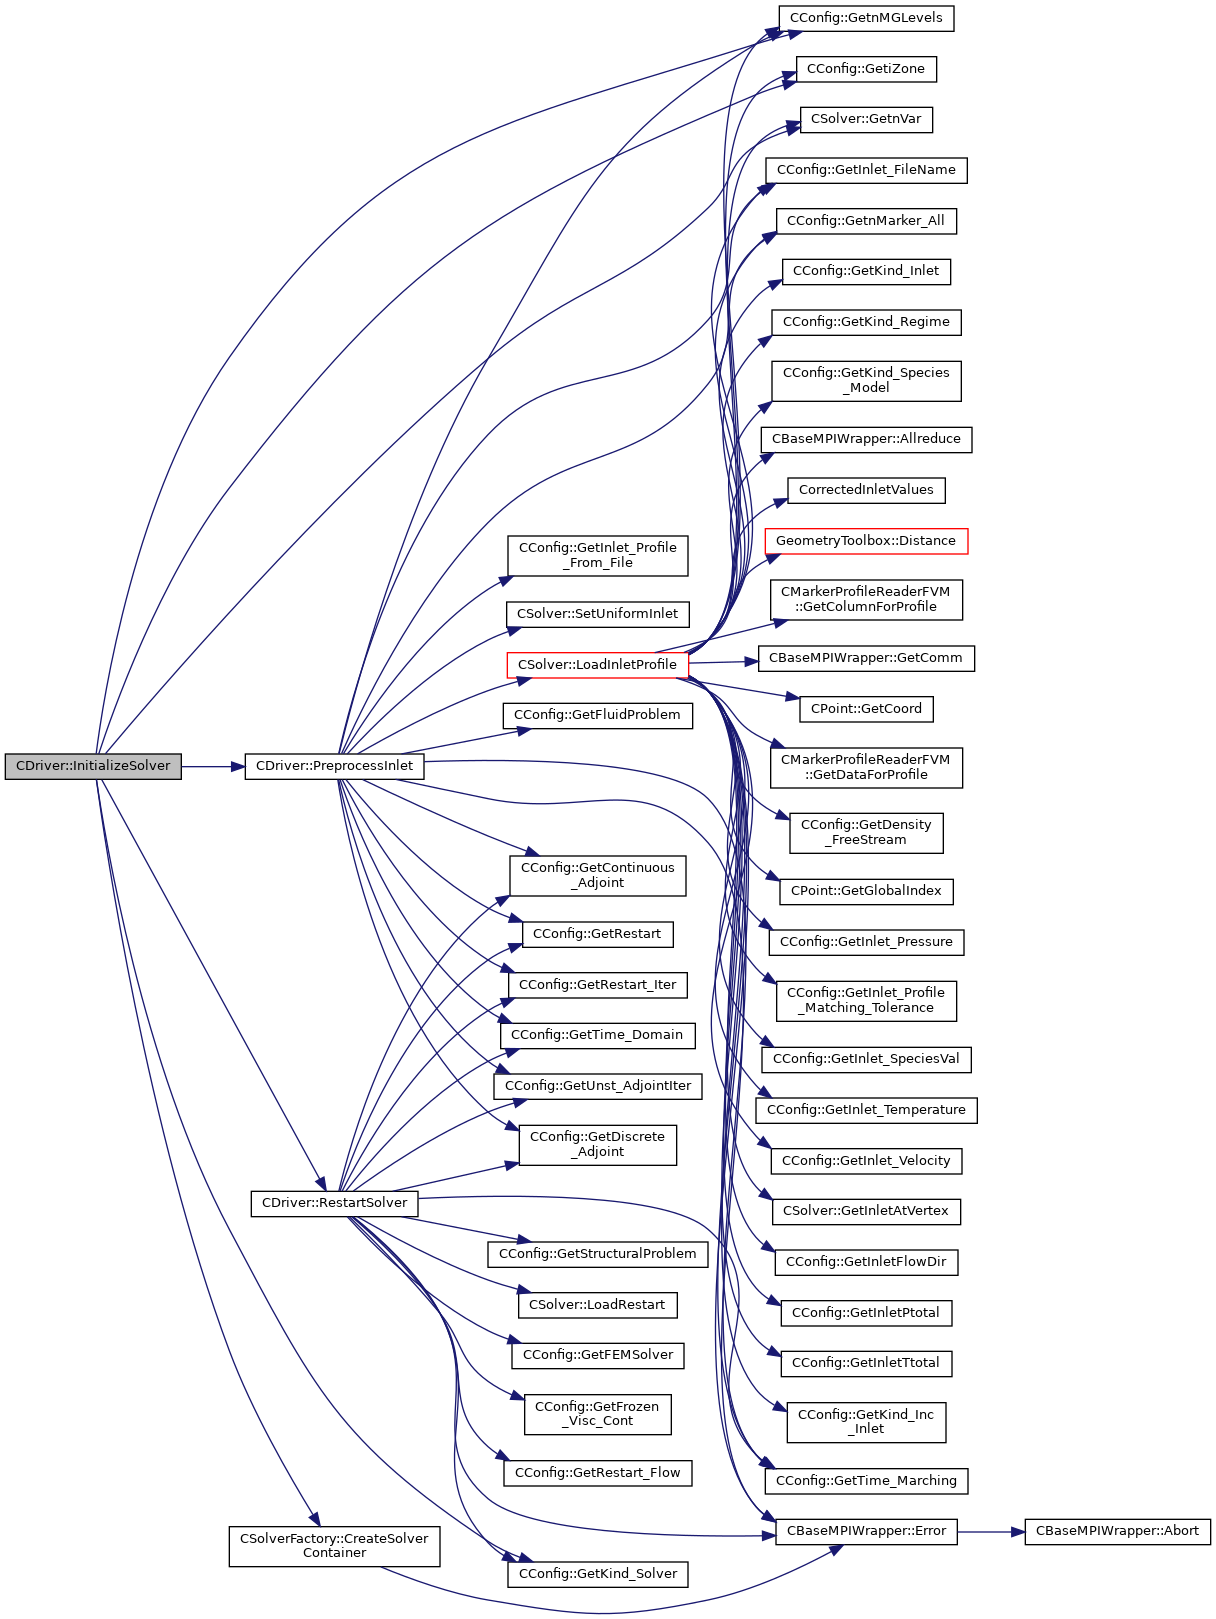 CConfig::GetnMGLevels
CConfig::GetiZone
CSolver::GetnVar
CConfig::GetInlet_FileName
CConfig::GetnMarker_All
CConfig::GetKind_Inlet
CConfig::GetKind_Regime
CConfig::GetKind_Species
_Model
CBaseMPIWrapper::Allreduce
CorrectedInletValues
GeometryToolbox::Distance
CMarkerProfileReaderFVM
::GetColumnForProfile
CBaseMPIWrapper::GetComm
CPoint::GetCoord
CMarkerProfileReaderFVM
::GetDataForProfile
CConfig::GetDensity
_FreeStream
CPoint::GetGlobalIndex
CConfig::GetInlet_Pressure
CConfig::GetInlet_Profile
_Matching_Tolerance
CConfig::GetInlet_SpeciesVal
CConfig::GetInlet_Temperature
CConfig::GetInlet_Velocity
CSolver::GetInletAtVertex
CConfig::GetInletFlowDir
CConfig::GetInletPtotal
CConfig::GetInletTtotal
CConfig::GetKind_Inc
_Inlet
CConfig::GetTime_Marching
CBaseMPIWrapper::Error
CBaseMPIWrapper::Abort
CConfig::GetInlet_Profile
_From_File
CSolver::SetUniformInlet
CSolver::LoadInletProfile
CConfig::GetFluidProblem
CDriver::InitializeSolver
CDriver::PreprocessInlet
CConfig::GetContinuous
_Adjoint
CConfig::GetRestart
CConfig::GetRestart_Iter
CConfig::GetTime_Domain
CConfig::GetUnst_AdjointIter
CConfig::GetDiscrete
_Adjoint
CDriver::RestartSolver
CConfig::GetStructuralProblem
CSolver::LoadRestart
CConfig::GetFEMSolver
CConfig::GetFrozen
_Visc_Cont
CConfig::GetRestart_Flow
CSolverFactory::CreateSolver
Container
CConfig::GetKind_Solver